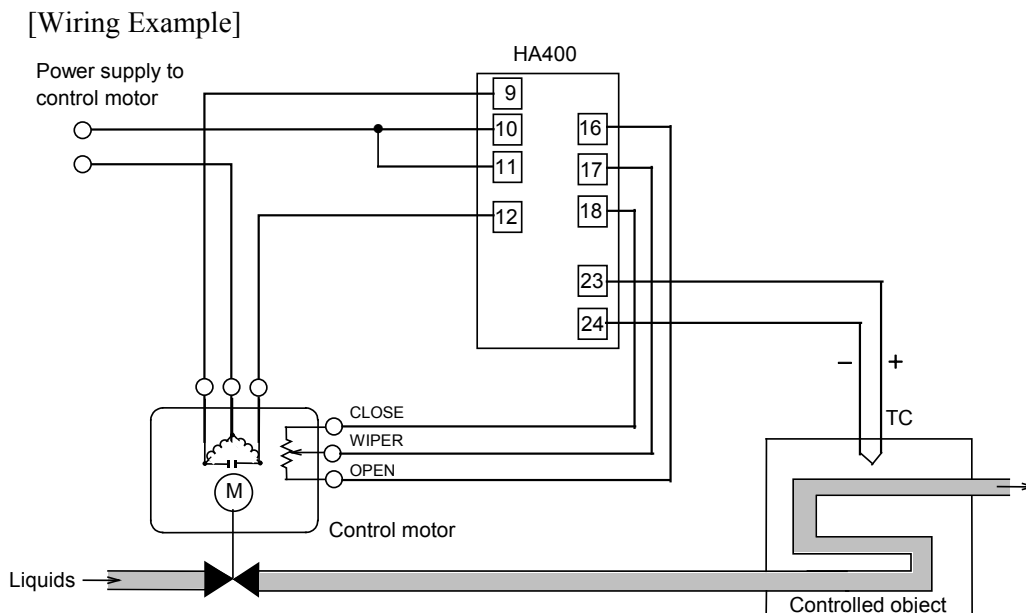 [Wiring Example]
HA400
Power supply to
control motor
9
10
11
12
16
17
18
23
24
– +
TC
CLOSE
WIPER
OPEN
M
Control motor
Liquids
Controlled object